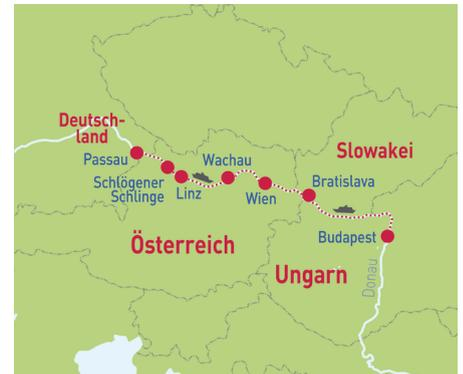 Deutsch-
land
Passau
Schlögener
Schlinge
Linz
Wachau
Wien
Slowakei
Bratislava
Österreich
Budapest
Ungarn
Donau